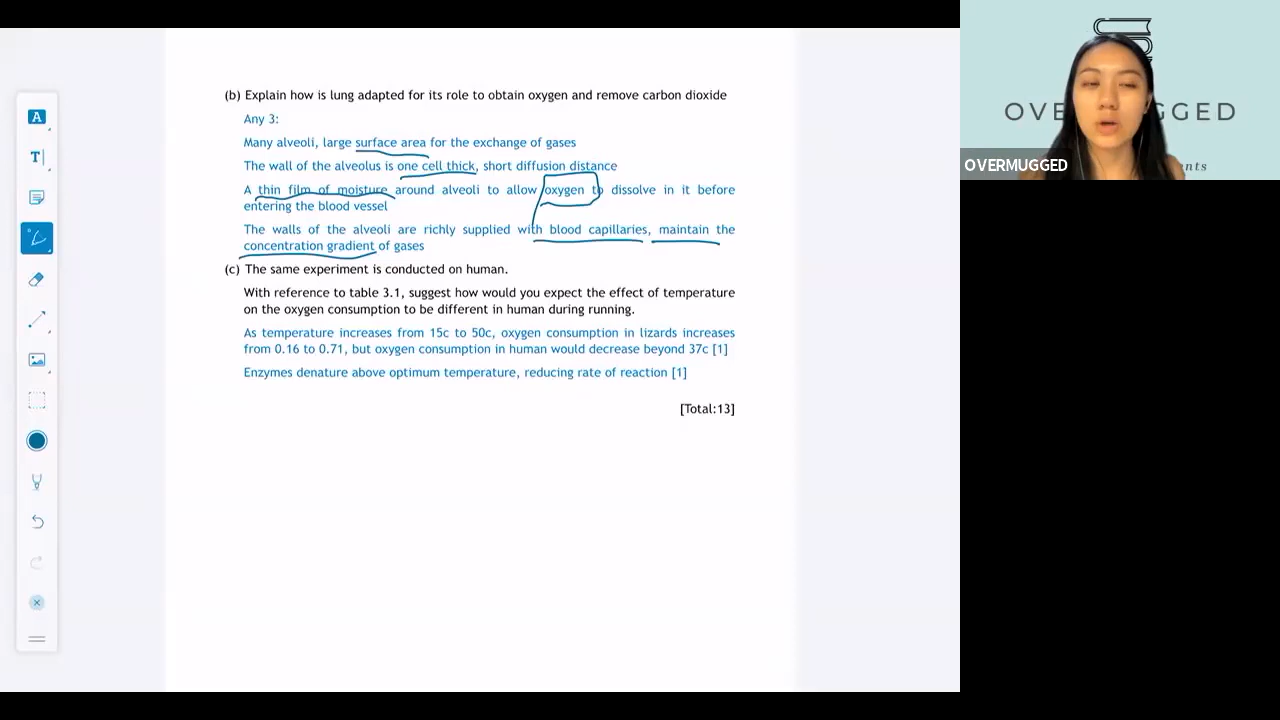 (b) Explain how is lung adapted for its role to obtain oxygen and remove carbon dioxide
Any 3:
Many alveoli, large surface area for the exchange of gases
The wall of the alveolus is one cell thick, short diffusion distance
A thin film of moisture around alveoli to allow oxygen to dissolve in it before
entering the blood vessel
The walls of the alveoli are richly supplied with blood capillaries, maintain the
concentration gradient of gases
(c) The same experiment is conducted on human.
With reference to table 3.1, suggest how would you expect the effect of temperature
on the oxygen consumption to be different in human during running.
As temperature increases from 15c to 50c, oxygen consumption in lizards increases
from 0.16 to 0.71, but oxygen consumption in human would decrease beyond 37c [1]
Enzymes denature above optimum temperature, reducing rate of reaction [1]
[Total:13]
A
T
OVERMUGGED